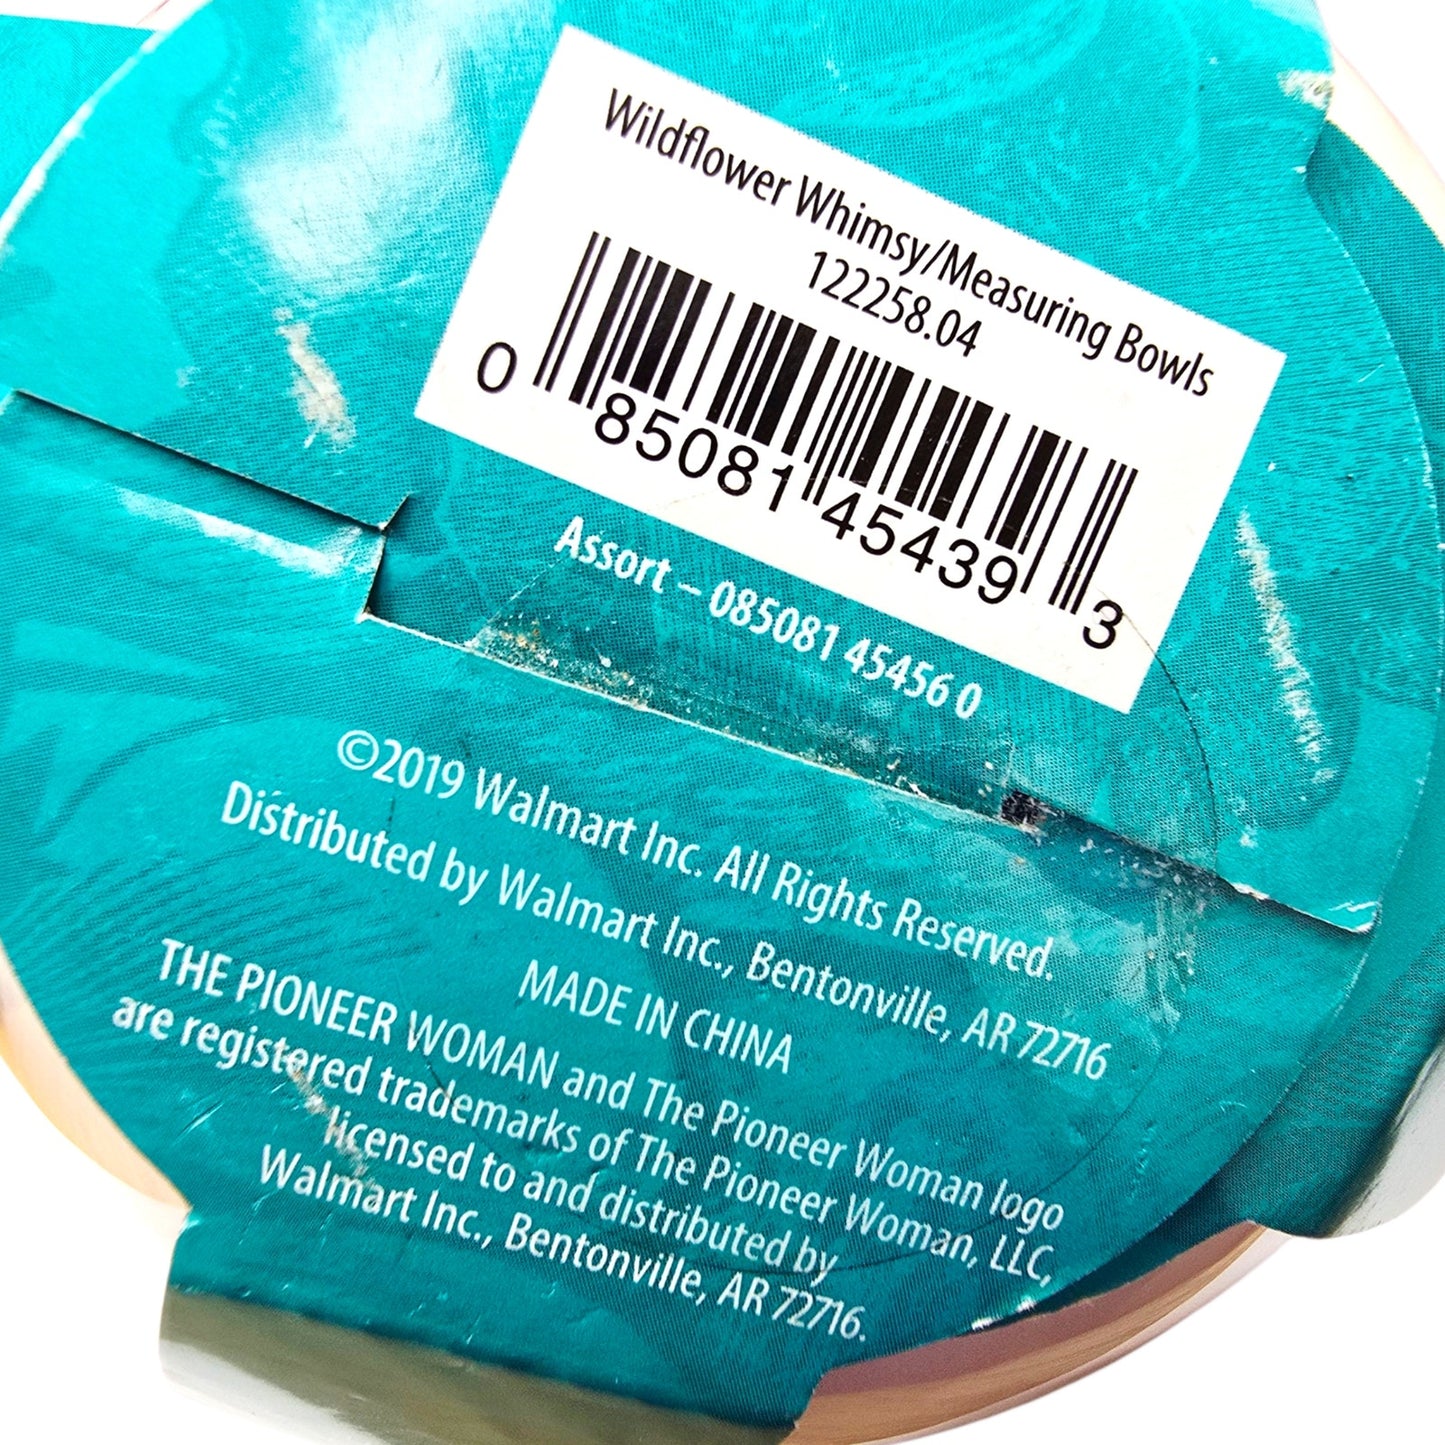 Wildflower Whimsy/Measuring Bowls
122258.04
0 85081 45439 3
Assort – 085081 45456 0
©2019 Walmart Inc. All Rights Reserved.
Distributed by Walmart Inc., Bentonville, AR 72716
MADE IN CHINA
THE PIONEER WOMAN and The Pioneer Woman logo
are registered trademarks of The Pioneer Woman, LLC,
licensed to and distributed by
Walmart Inc., Bentonville, AR 72716.